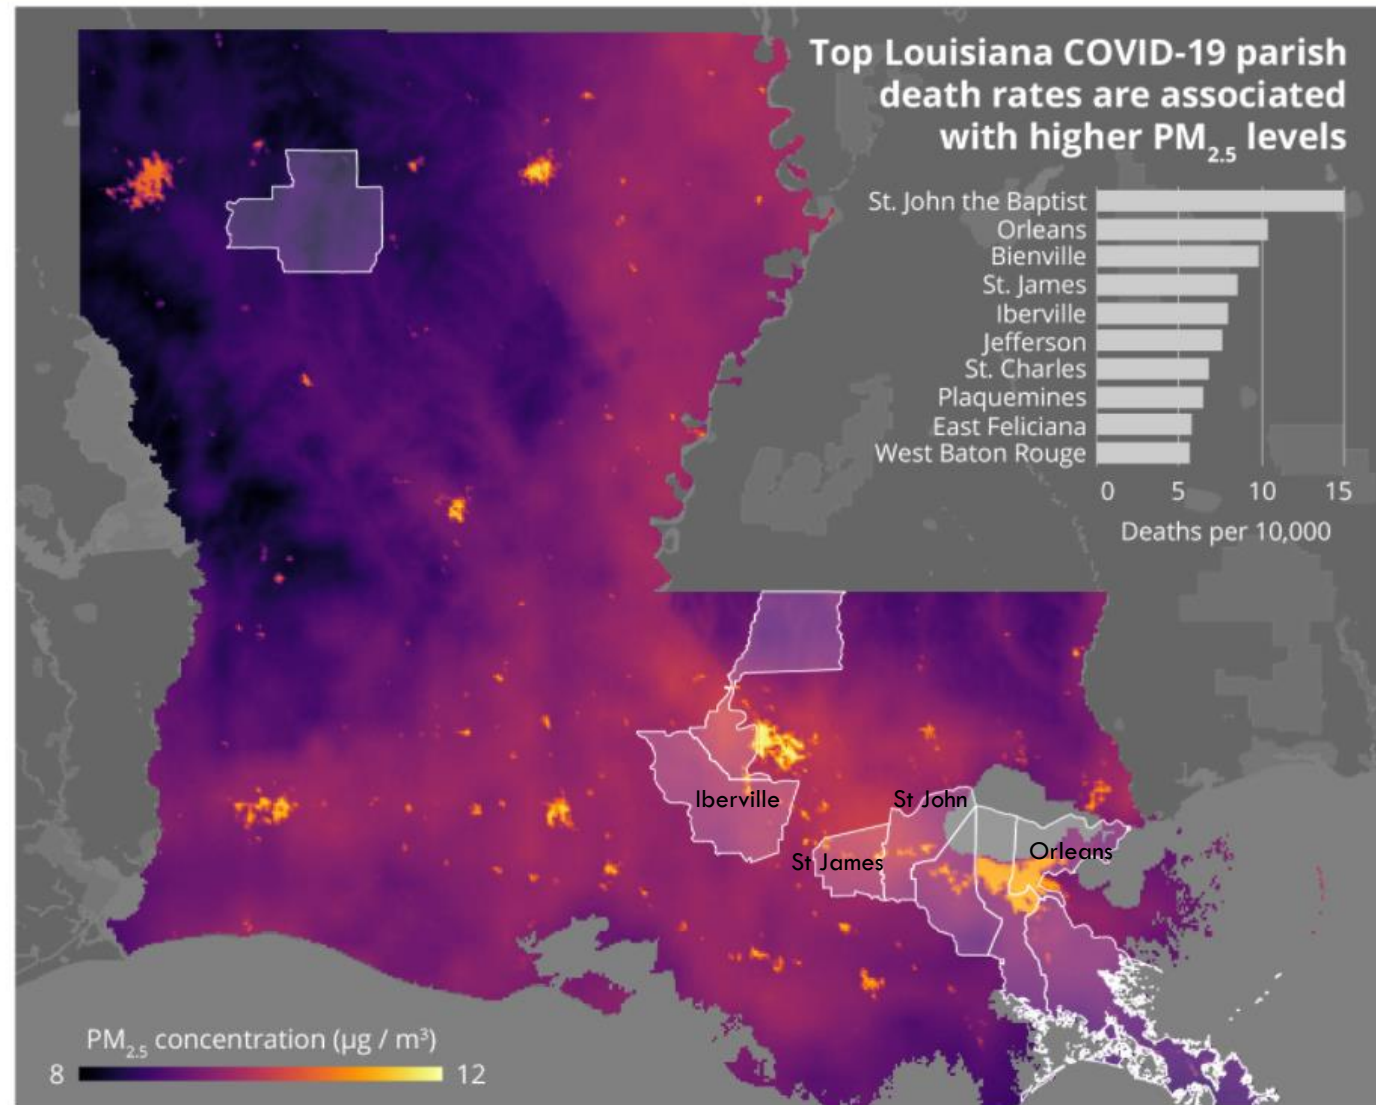 Top Louisiana COVID-19 parish
death rates are associated
with higher PM2.5 levels
St. John the Baptist
Orleans
Bienville
St. James
Iberville
Jefferson
St. Charles
Plaquemines
East Feliciana
West Baton Rouge
0 5 10 15
Deaths per 10,000
Iberville
St John
St James
Orleans
PM2.5 concentration (µg / m³)
8 12